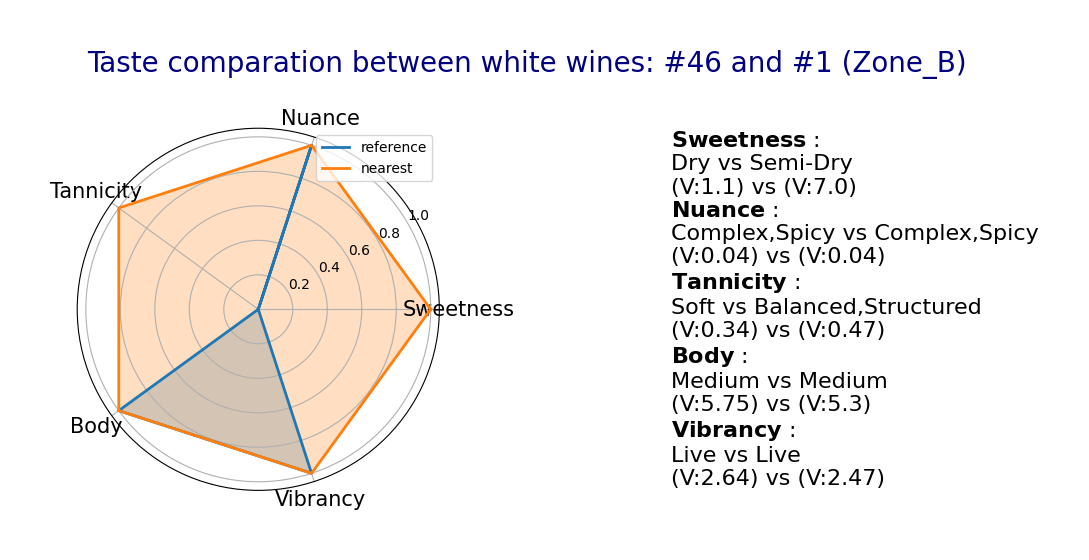 Taste comparation between white wines: #46 and #1 (Zone_B)
Nuance
reference
nearest
Tannicity
1.0
0.8
0.6
0.4
0.2
Sweetness
Body
Vibrancy
Sweetness :
Dry vs Semi-Dry
(V:1.1) vs (V:7.0)
Nuance :
Complex,Spicy vs Complex,Spicy
(V:0.04) vs (V:0.04)
Tannicity :
Soft vs Balanced,Structured
(V:0.34) vs (V:0.47)
Body :
Medium vs Medium
(V:5.75) vs (V:5.3)
Vibrancy :
Live vs Live
(V:2.64) vs (V:2.47)